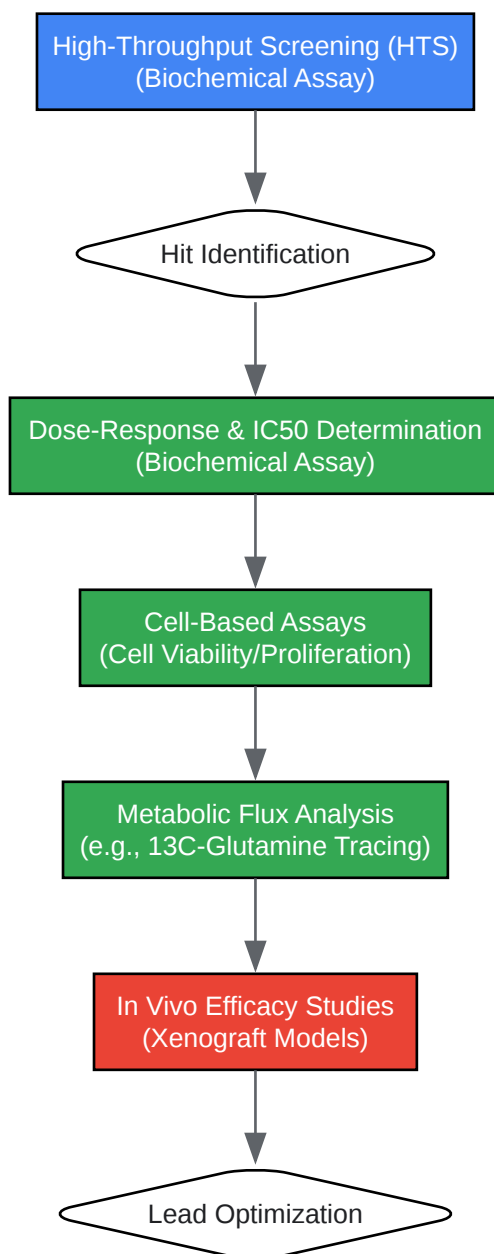 High-Throughput Screening (HTS)
(Biochemical Assay)
Hit Identification
Dose-Response & IC50 Determination
(Biochemical Assay)
Cell-Based Assays
(Cell Viability/Proliferation)
Metabolic Flux Analysis
(e.g., 13C-Glutamine Tracing)
In Vivo Efficacy Studies
(Xenograft Models)
Lead Optimization